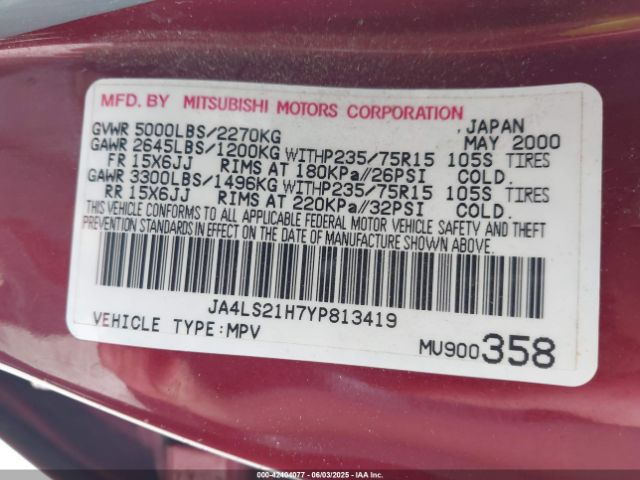 MFD. BY MITSUBISHI MOTORS CORPORATION , JAPAN
GVWR 5000LBS/2270KG MAY 2000
GAWR 2645LBS/1200KG WITHP235/75R15 105S TIRES
FR 15X6JJ RIMS AT 180KPa//26PSI COLD.
GAWR 3300LBS/1496KG WITHP235/75R15 105S TIRES
RR 15X6JJ RIMS AT 220KPa//32PSI COLD.
THIS VEHICLE CONFORMS TO ALL APPLICABLE FEDERAL MOTOR VEHICLE SAFETY AND THEFT
PREVENTION STANDARDS IN EFFECT ON THE DATE OF MANUFACTURE SHOWN ABOVE.
JA4LS21H7YP813419
VEHICLE TYPE:MPV MU900358
000-42404077 - 06/03/2025 - IAAI.COM